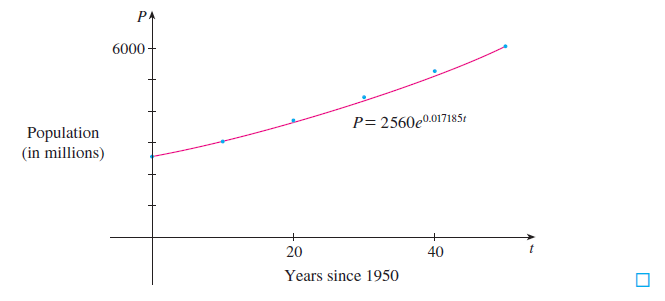 P
6000
Population
(in millions)
P = 2560e^0.017185t
20
40
t
Years since 1950